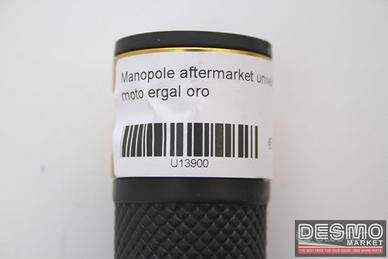 Manopole aftermarket unive
moto ergal oro
U13900
DESMO
MARKET